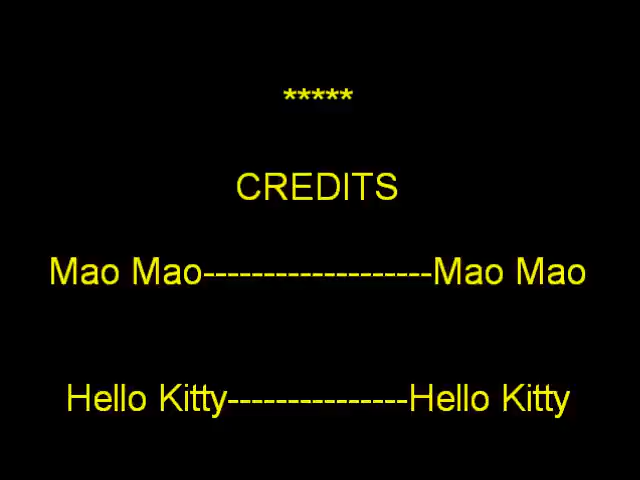 *****
CREDITS
Mao Mao-------------------Mao Mao
Hello Kitty---------------Hello Kitty